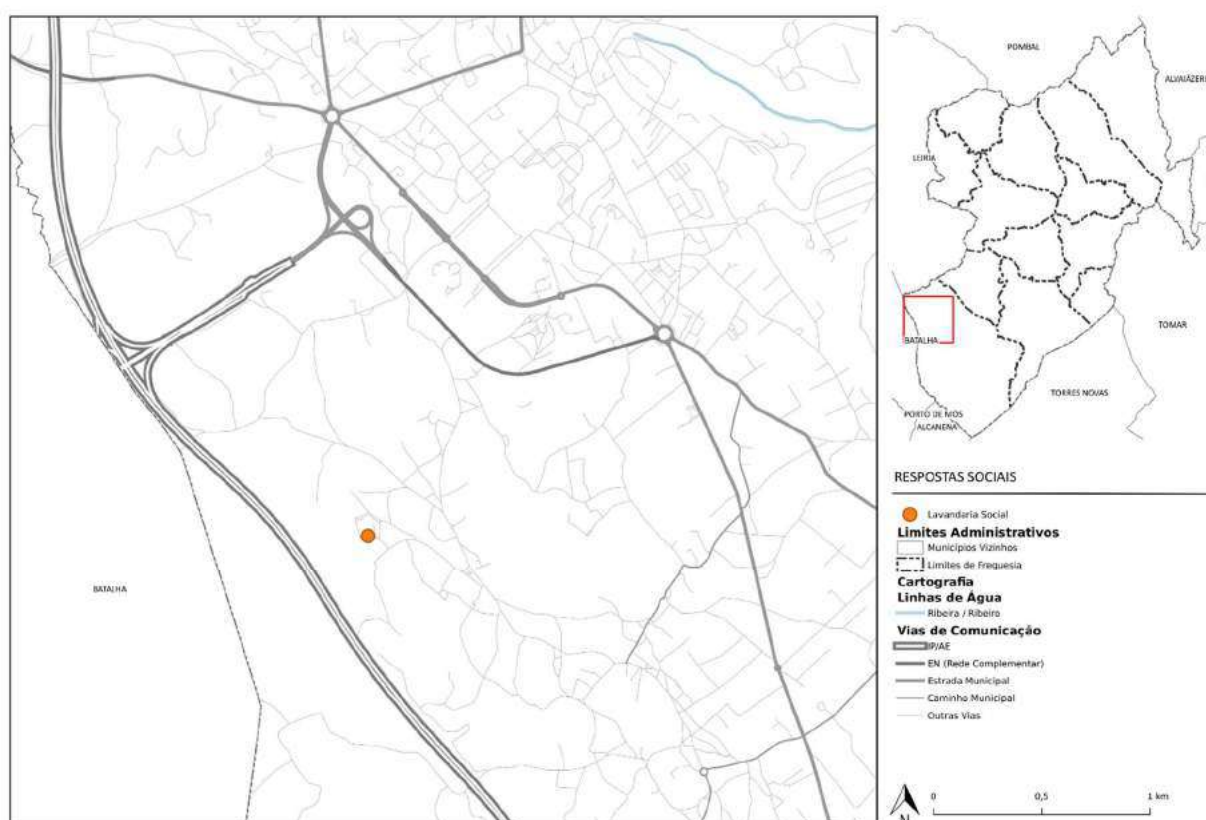 BATALHA
POMBAL
ALVAIÁZERE
LEIRIA
BATALHA
TOMAR
TORRES NOVAS
PORTO DE MÓS
ALCANENA
RESPOSTAS SOCIAIS
Lavandaria Social
Limites Administrativos
Municípios Vizinhos
Limites de Freguesia
Cartografia
Linhas de Água
Ribeira / Ribeiro
Vias de Comunicação
IP/AE
EN (Rede Complementar)
Estrada Municipal
Caminho Municipal
Outras Vias
N
0 0,5 1 km